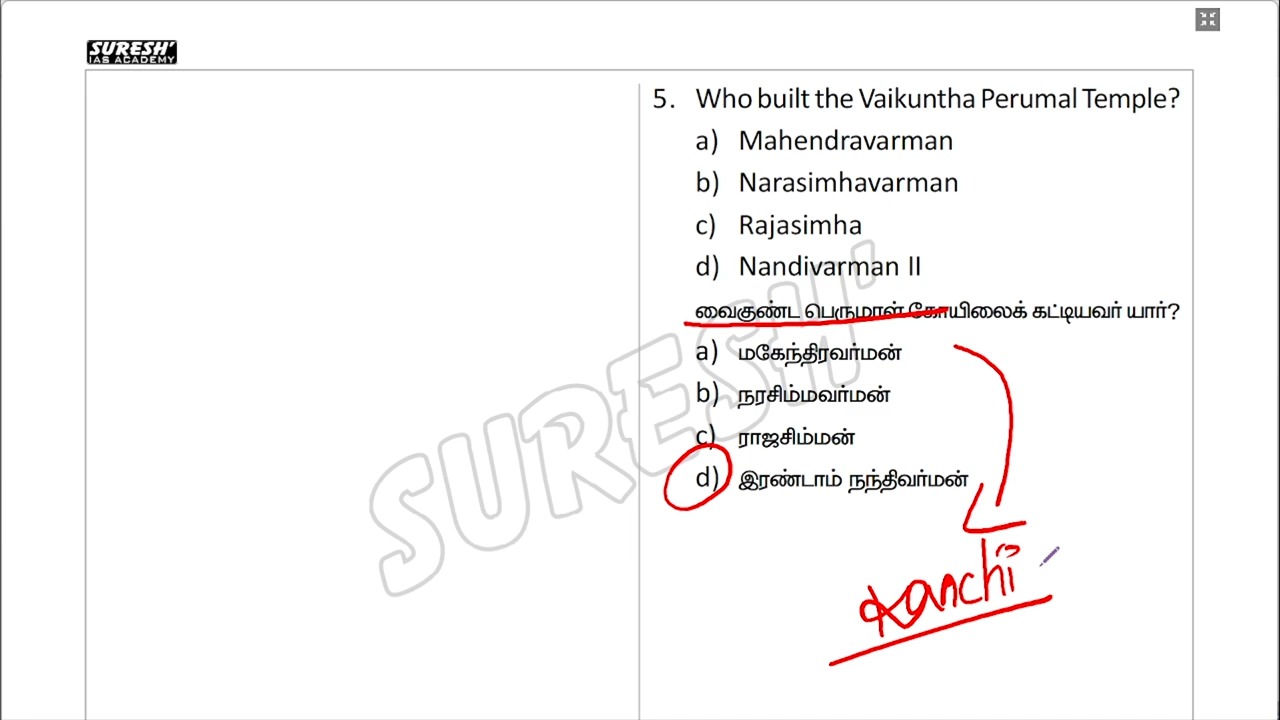 SURESH'
IAS ACADEMY
5. Who built the Vaikuntha Perumal Temple?
a) Mahendravarman
b) Narasimhavarman
c) Rajasimha
d) Nandivarman II
வைகுண்ட பெருமாள் கோயிலைக் கட்டியவர் யார்?
a) மகேந்திரவர்மன்
b) நரசிம்மவர்மன்
c) ராஜசிம்மன்
d) இரண்டாம் நந்திவர்மன்
Kanchi
SURESH'